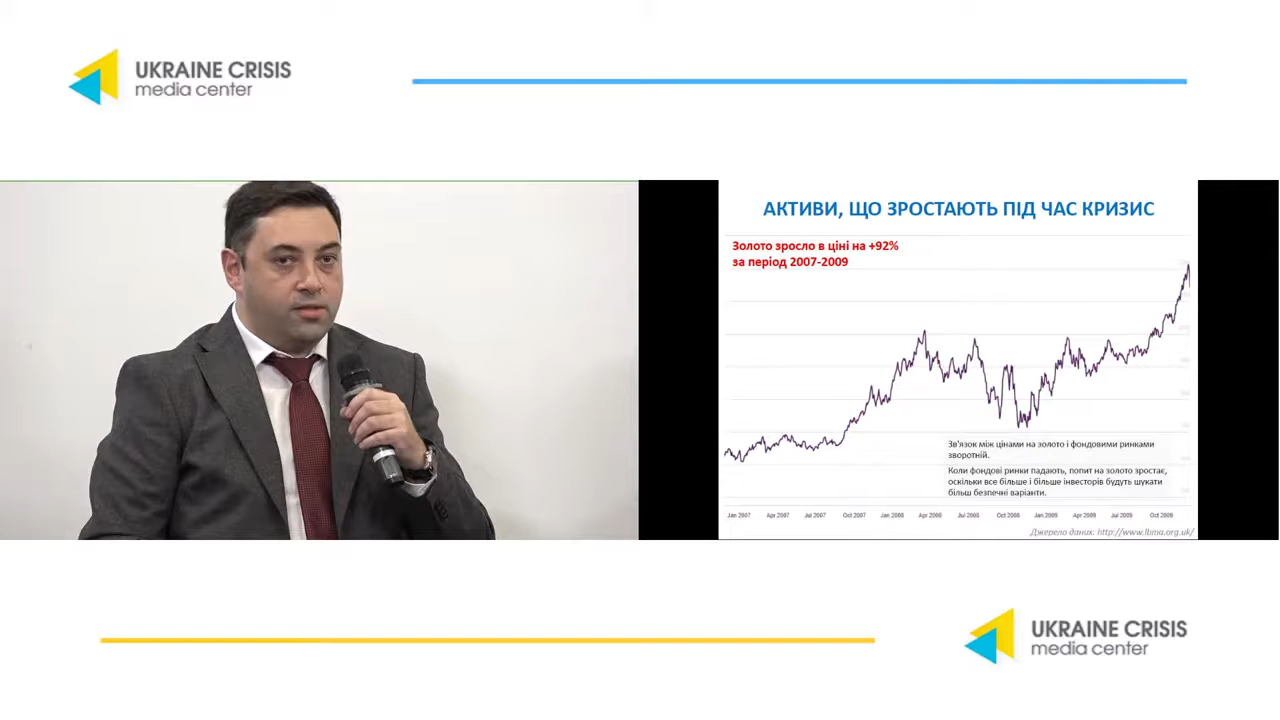 UKRAINE CRISIS
media center
АКТИВИ, ЩО ЗРОСТАЮТЬ ПІД ЧАС КРИЗИС
Золото зросло в ціні на +92%
за період 2007-2009
Зв'язок між цінами на золото і фондовими ринками
зворотній.
Коли фондові ринки падають, попит на золото зростає,
оскільки все більше і більше інвесторів будуть шукати
більш безпечні варіанти.
Jan 2007 Apr 2007 Jul 2007 Oct 2007 Jan 2008 Apr 2008 Jul 2008 Oct 2008 Jan 2009 Apr 2009 Jul 2009 Oct 2009
Джерело даних: http://www.lbma.org.uk/
UKRAINE CRISIS
media center